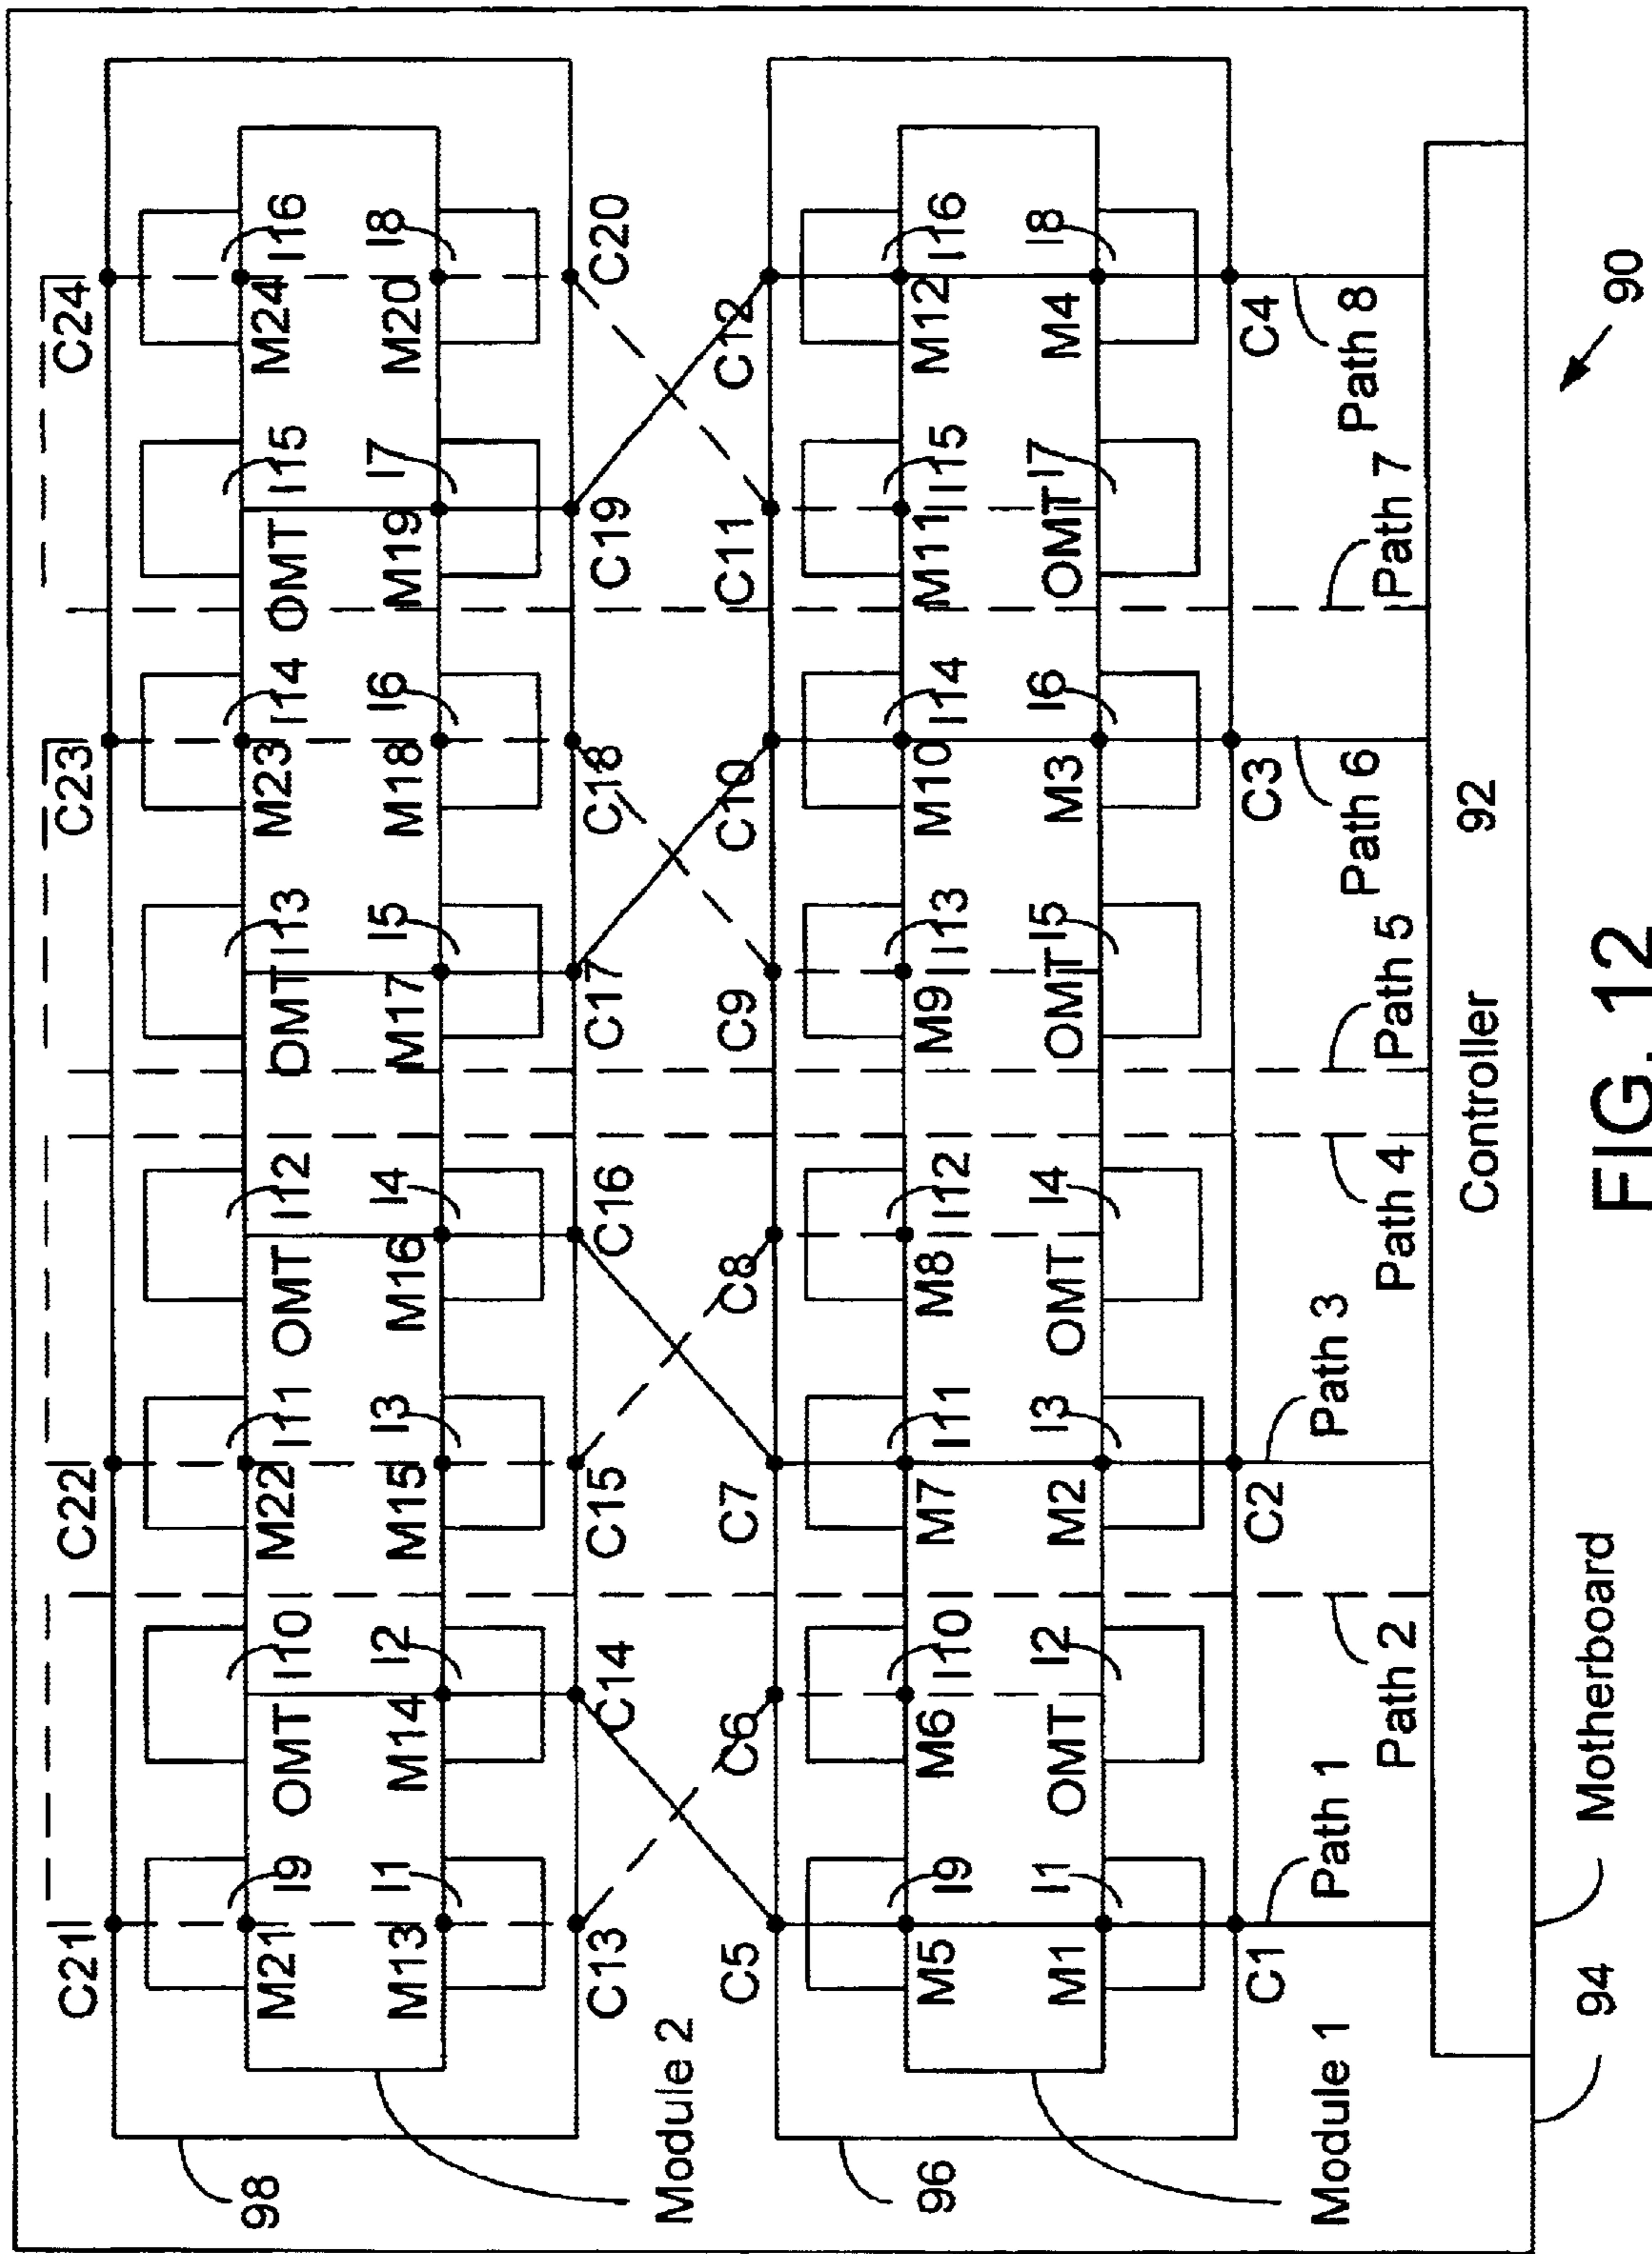 C21 C22 C23 C24
I9 I10 I11 I12 I13 I14 I15 I16
M21 OMT M22 OMT OMT M23 OMT M24
I1 I2 I3 I4 I5 I6 I7 I8
M13 M14 M15 M16 M17 M18 M19 M20
C13 C14 C15 C16 C17 C18 C19 C20
98
Module 2
C5 C6 C7 C8 C9 C10 C11 C12
M5 I9 M6 I10 M7 I11 M8 I12 M9 I13 M10 I14 M11 I15 M12 I16
I1 I2 I3 I4 I5 I6 I7 I8
M1 OMT M2 OMT OMT M3 OMT M4
96
C1 C2 C3 C4
Module 1
Path 1 Path 3 Path 6 Path 8
Path 2 Path 4 Path 5 Path 7
Controller 92
94 Motherboard
90
FIG. 12